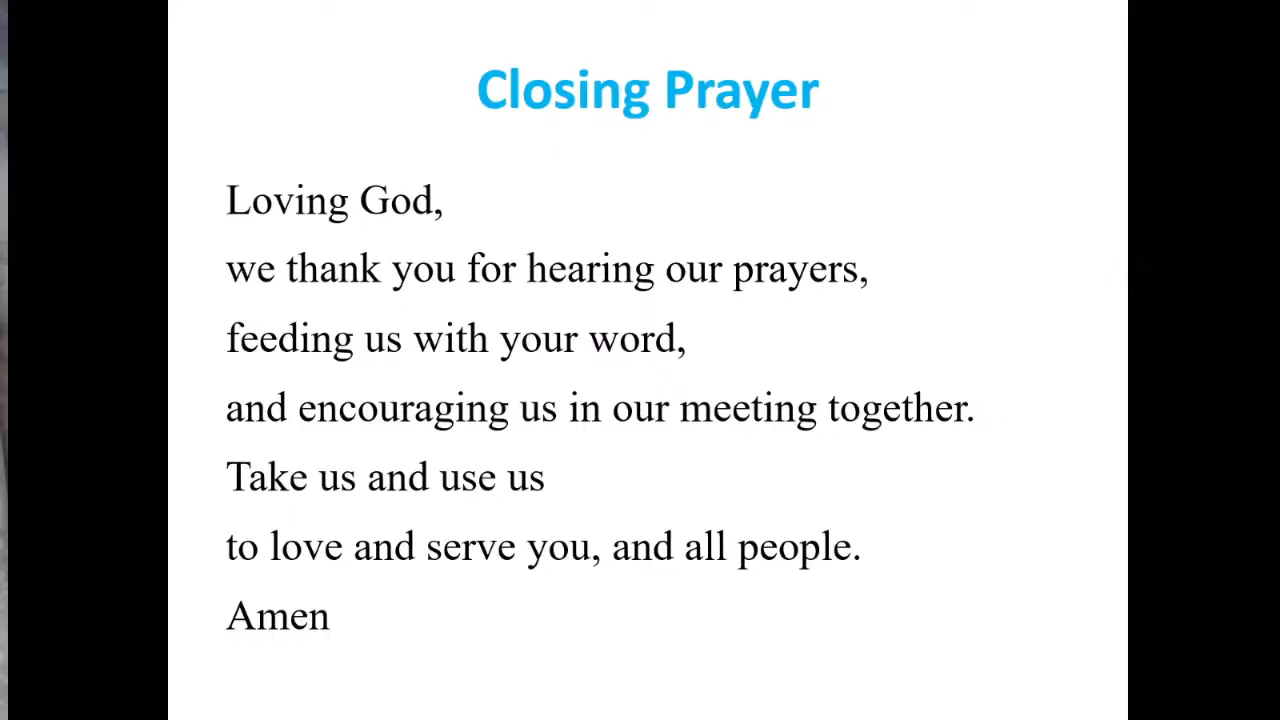 Closing Prayer
Loving God,
we thank you for hearing our prayers,
feeding us with your word,
and encouraging us in our meeting together.
Take us and use us
to love and serve you, and all people.
Amen